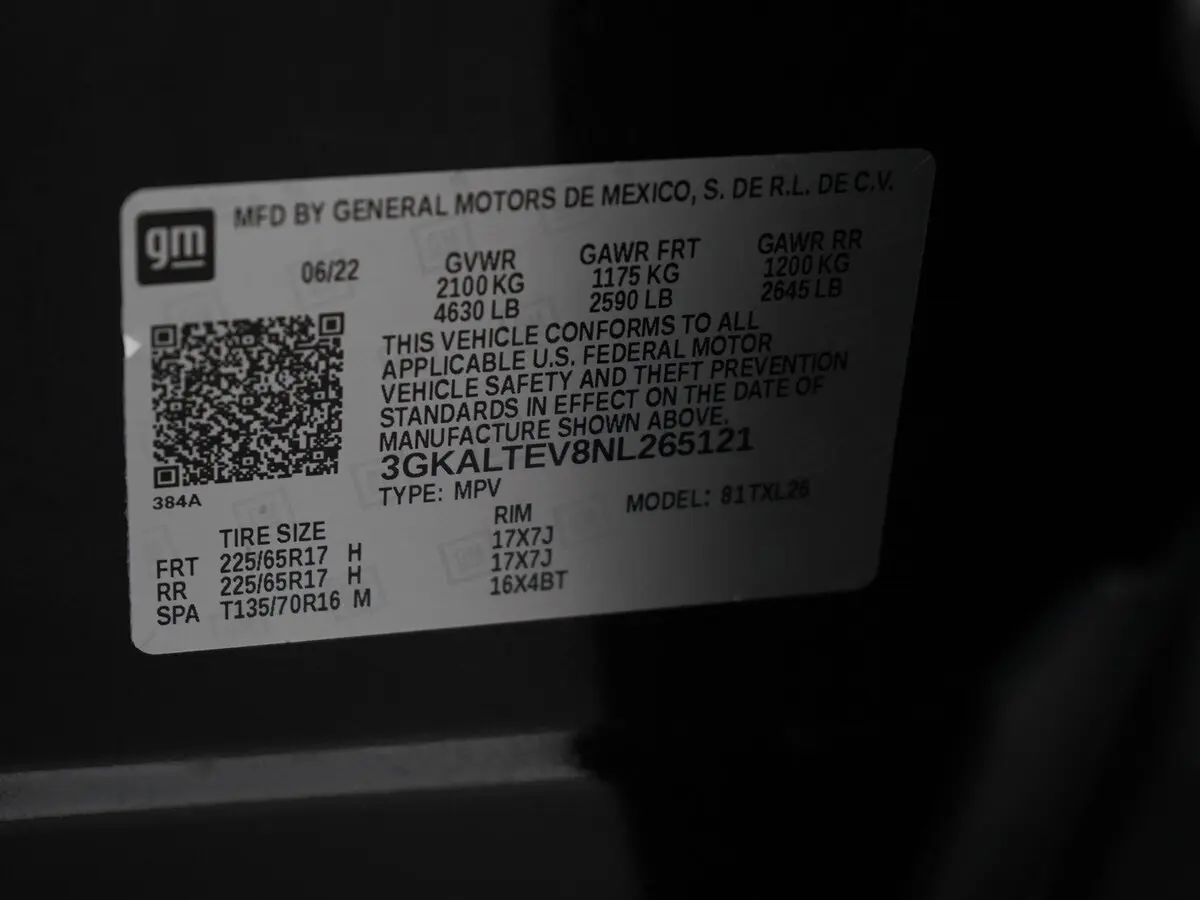 gm
MFD BY GENERAL MOTORS DE MEXICO, S. DE R.L. DE C.V.
06/22
GVWR GAWR FRT GAWR RR
2100 KG 1175 KG 1200 KG
4630 LB 2590 LB 2645 LB
THIS VEHICLE CONFORMS TO ALL
APPLICABLE U.S. FEDERAL MOTOR
VEHICLE SAFETY AND THEFT PREVENTION
STANDARDS IN EFFECT ON THE DATE OF
MANUFACTURE SHOWN ABOVE.
3GKALTEV8NL265121
384A
TYPE: MPV MODEL: 81TXL26
TIRE SIZE RIM
FRT 225/65R17 H 17X7J
RR 225/65R17 H 17X7J
SPA T135/70R16 M 16X4BT